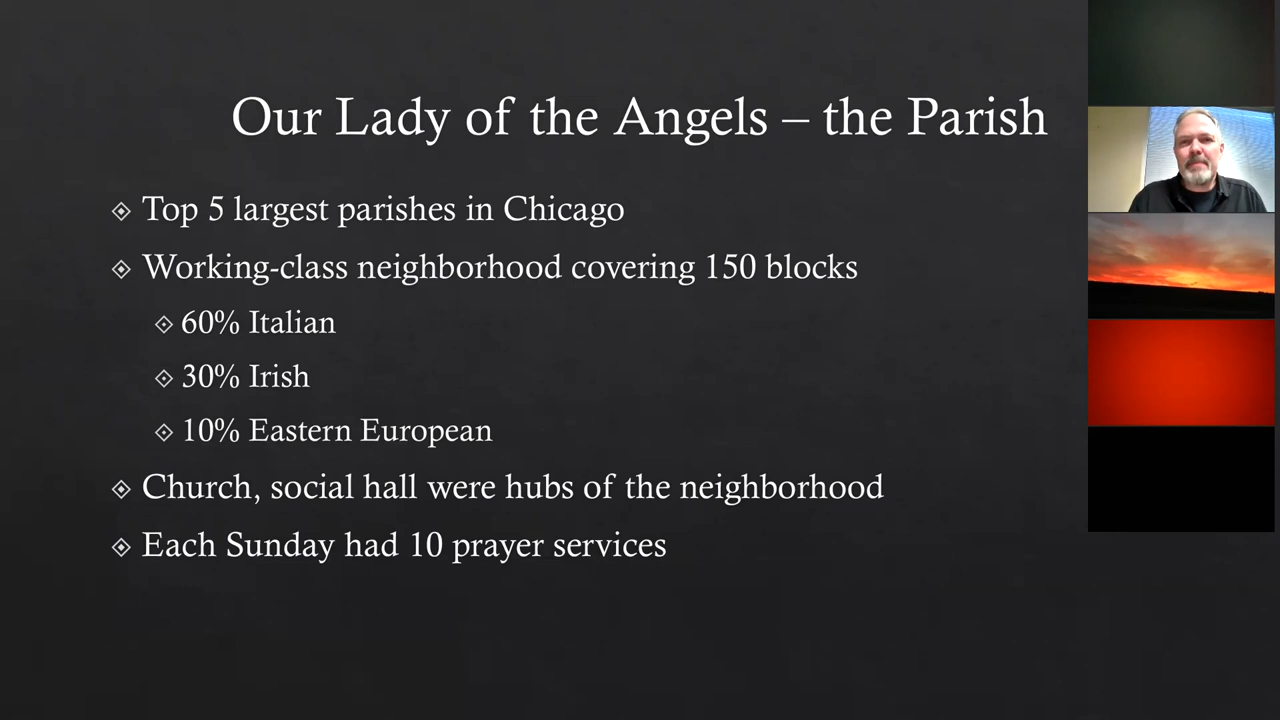 Our Lady of the Angels – the Parish
Top 5 largest parishes in Chicago
Working-class neighborhood covering 150 blocks
60% Italian
30% Irish
10% Eastern European
Church, social hall were hubs of the neighborhood
Each Sunday had 10 prayer services